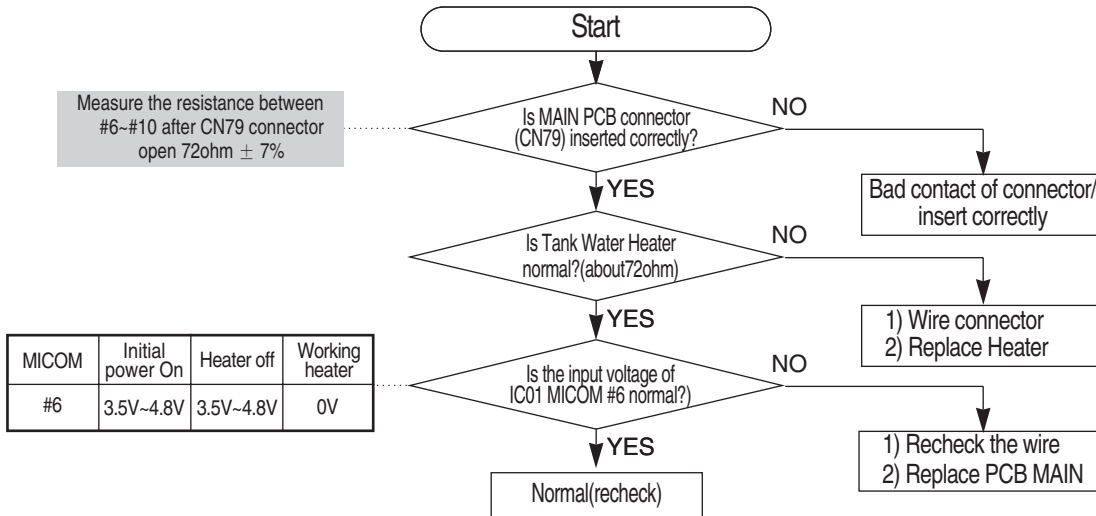 Start
Measure the resistance between
#6~#10 after CN79 connector
open 72ohm ± 7%
Is MAIN PCB connector
(CN79) inserted correctly?
NO
Bad contact of connector/
insert correctly
YES
Is Tank Water Heater
normal?(about72ohm)
NO
1) Wire connector
2) Replace Heater
YES
MICOM Initial power On Heater off Working heater
#6 3.5V~4.8V 3.5V~4.8V 0V
Is the input voltage of
IC01 MICOM #6 normal?)
NO
1) Recheck the wire
2) Replace PCB MAIN
YES
Normal(recheck)